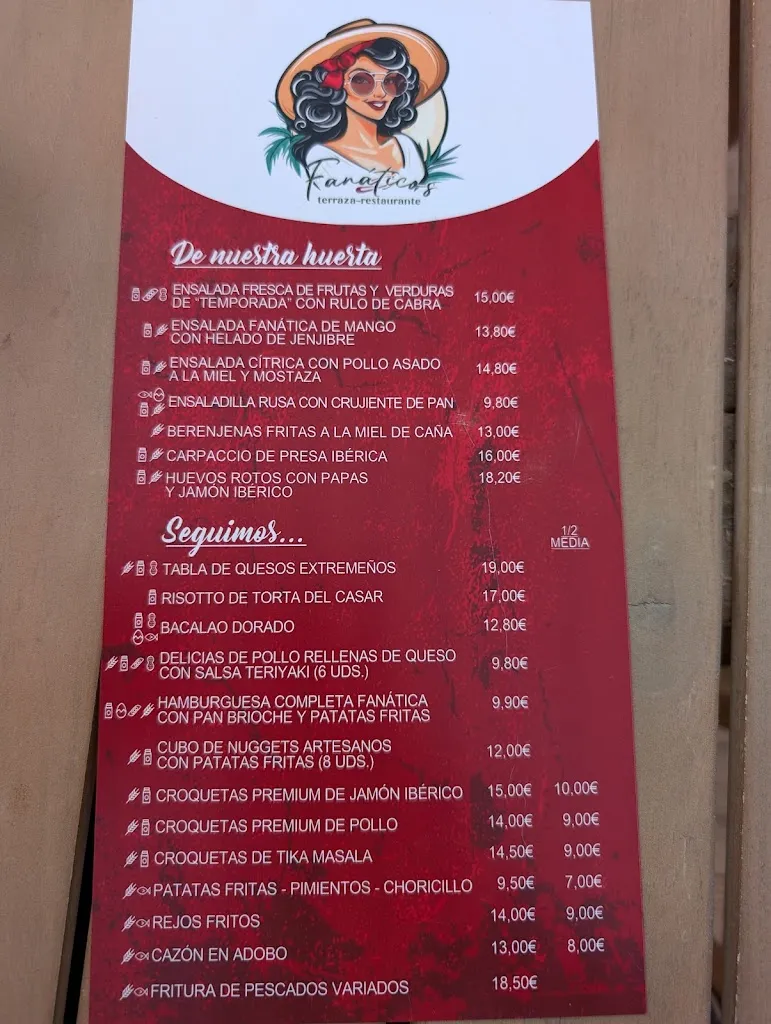 Fanáticos
terraza-restaurante
De nuestra huerta
ENSALADA FRESCA DE FRUTAS Y VERDURAS
DE "TEMPORADA" CON RULO DE CABRA 15,00€
ENSALADA FANÁTICA DE MANGO
CON HELADO DE JENJIBRE 13,80€
ENSALADA CÍTRICA CON POLLO ASADO
A LA MIEL Y MOSTAZA 14,80€
ENSALADILLA RUSA CON CRUJIENTE DE PAN 9,80€
BERENJENAS FRITAS A LA MIEL DE CAÑA 13,00€
CARPACCIO DE PRESA IBÉRICA 16,00€
HUEVOS ROTOS CON PAPAS 18,20€
Y JAMÓN IBÉRICO
Seguimos...
1/2
MEDIA
TABLA DE QUESOS EXTREMEÑOS 19,00€
RISOTTO DE TORTA DEL CASAR 17,00€
BACALAO DORADO 12,80€
DELICIAS DE POLLO RELLENAS DE QUESO
CON SALSA TERIYAKI (6 UDS.) 9,80€
HAMBURGUESA COMPLETA FANÁTICA 9,90€
CON PAN BRIOCHE Y PATATAS FRITAS
CUBO DE NUGGETS ARTESANOS 12,00€
CON PATATAS FRITAS (8 UDS.)
CROQUETAS PREMIUM DE JAMÓN IBÉRICO 15,00€ 10,00€
CROQUETAS PREMIUM DE POLLO 14,00€ 9,00€
CROQUETAS DE TIKA MASALA 14,50€ 9,00€
PATATAS FRITAS - PIMIENTOS - CHORICILLO 9,50€ 7,00€
REJOS FRITOS 14,00€ 9,00€
CAZÓN EN ADOBO 13,00€ 8,00€
FRITURA DE PESCADOS VARIADOS 18,50€